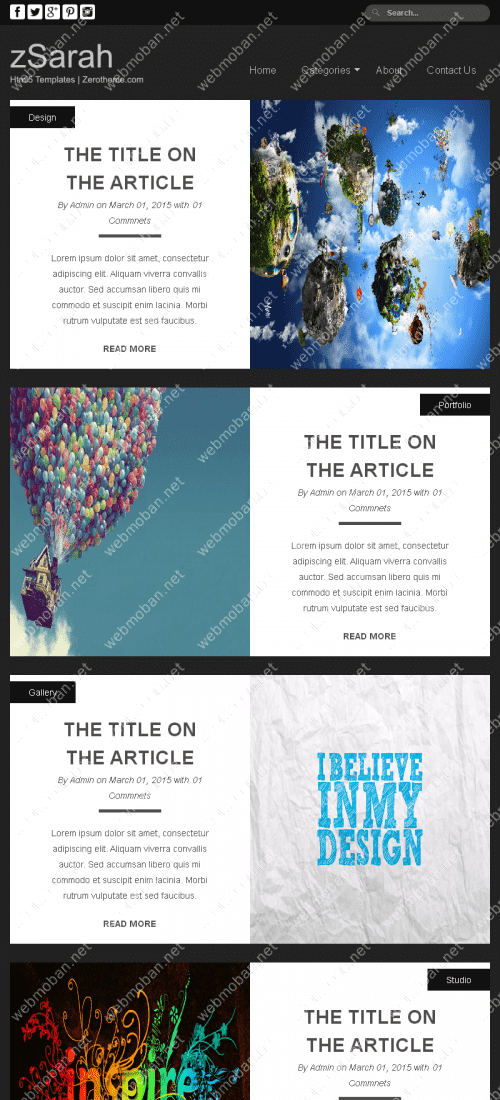 Search...
zSarah
Html5 Templates | Zerotheme.com
Home Categories About Contact Us
Design
THE TITLE ON
THE ARTICLE
By Admin on March 01, 2015 with 01
Commnets
Lorem ipsum dolor sit amet, consectetur
adipiscing elit. Aliquam viverra convallis
auctor. Sed accumsan libero quis mi
commodo et suscipit enim lacinia. Morbi
rutrum vulputate est sed faucibus.
READ MORE
Portfolio
THE TITLE ON
THE ARTICLE
By Admin on March 01, 2015 with 01
Commnets
Lorem ipsum dolor sit amet, consectetur
adipiscing elit. Aliquam viverra convallis
auctor. Sed accumsan libero quis mi
commodo et suscipit enim lacinia. Morbi
rutrum vulputate est sed faucibus.
READ MORE
Gallery
THE TITLE ON
THE ARTICLE
By Admin on March 01, 2015 with 01
Commnets
Lorem ipsum dolor sit amet, consectetur
adipiscing elit. Aliquam viverra convallis
auctor. Sed accumsan libero quis mi
commodo et suscipit enim lacinia. Morbi
rutrum vulputate est sed faucibus.
READ MORE
I BELIEVE
IN MY
DESIGN
Studio
THE TITLE ON
THE ARTICLE
By Admin on March 01, 2015 with 01
Commnets
inspire
webmoban.net